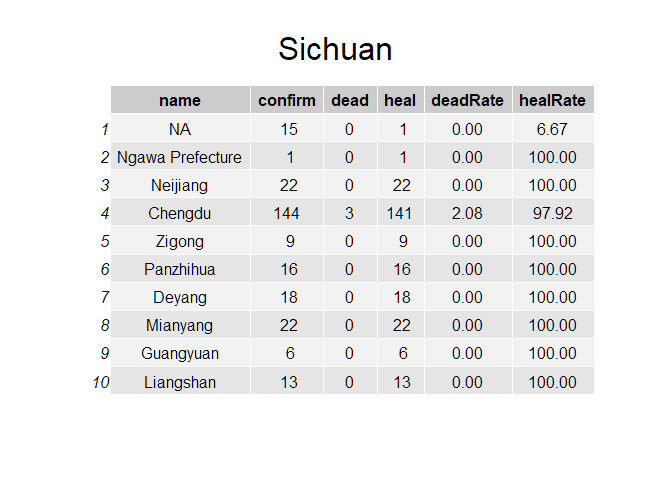 Sichuan
name confirm dead heal deadRate healRate
1 NA 15 0 1 0.00 6.67
2 Ngawa Prefecture 1 0 1 0.00 100.00
3 Neijiang 22 0 22 0.00 100.00
4 Chengdu 144 3 141 2.08 97.92
5 Zigong 9 0 9 0.00 100.00
6 Panzhihua 16 0 16 0.00 100.00
7 Deyang 18 0 18 0.00 100.00
8 Mianyang 22 0 22 0.00 100.00
9 Guangyuan 6 0 6 0.00 100.00
10 Liangshan 13 0 13 0.00 100.00